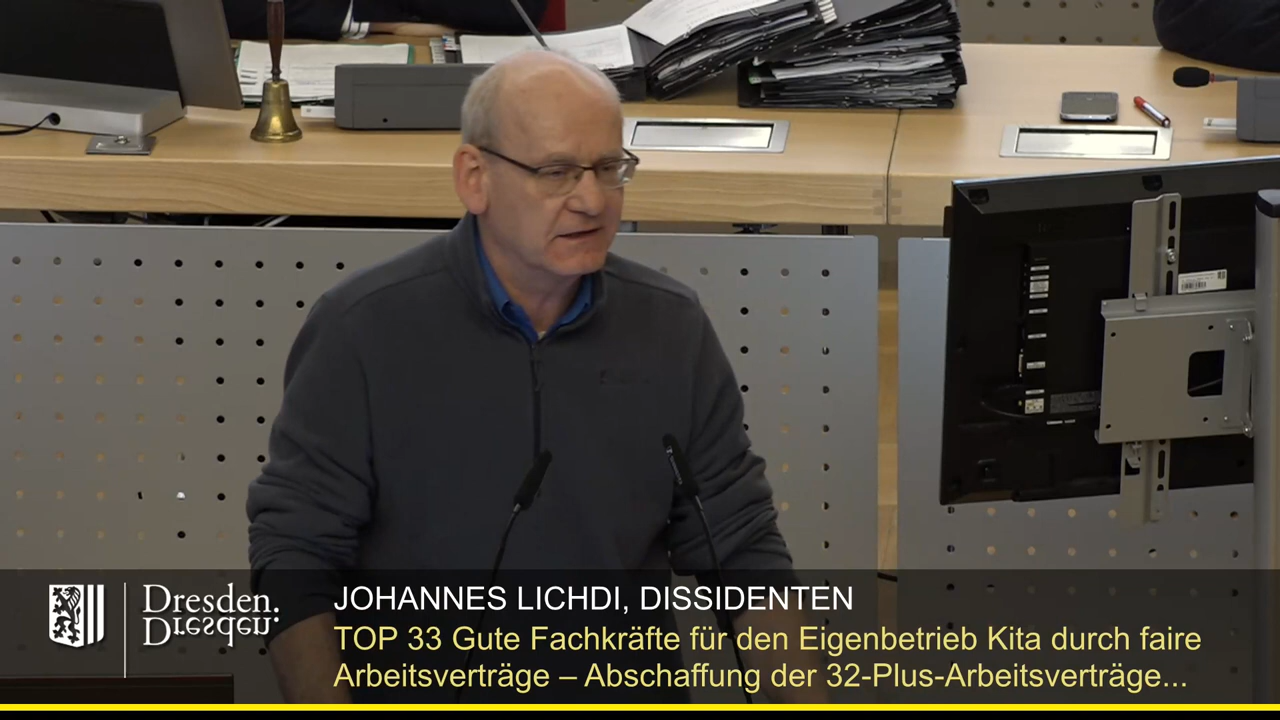 Dresden.
Dresden.
JOHANNES LICHDI, DISSIDENTEN
TOP 33 Gute Fachkräfte für den Eigenbetrieb Kita durch faire
Arbeitsverträge – Abschaffung der 32-Plus-Arbeitsverträge...